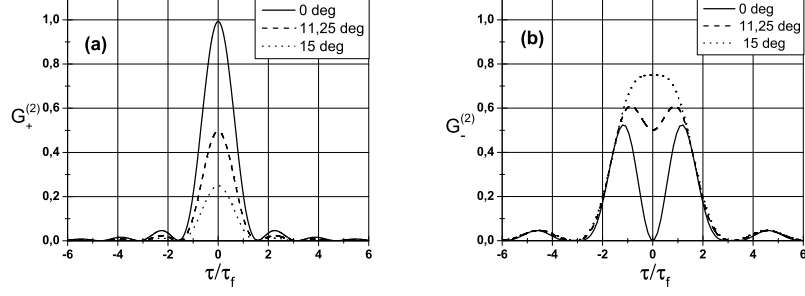 (a)
0 deg
11,25 deg
15 deg
G₊⁽²⁾
1,0
0,8
0,6
0,4
0,2
0,0
-6 -4 -2 0 2 4 6
τ/τf
(b)
0 deg
11,25 deg
15 deg
G₋⁽²⁾
1,0
0,8
0,6
0,4
0,2
0,0
-6 -4 -2 0 2 4 6
τ/τf